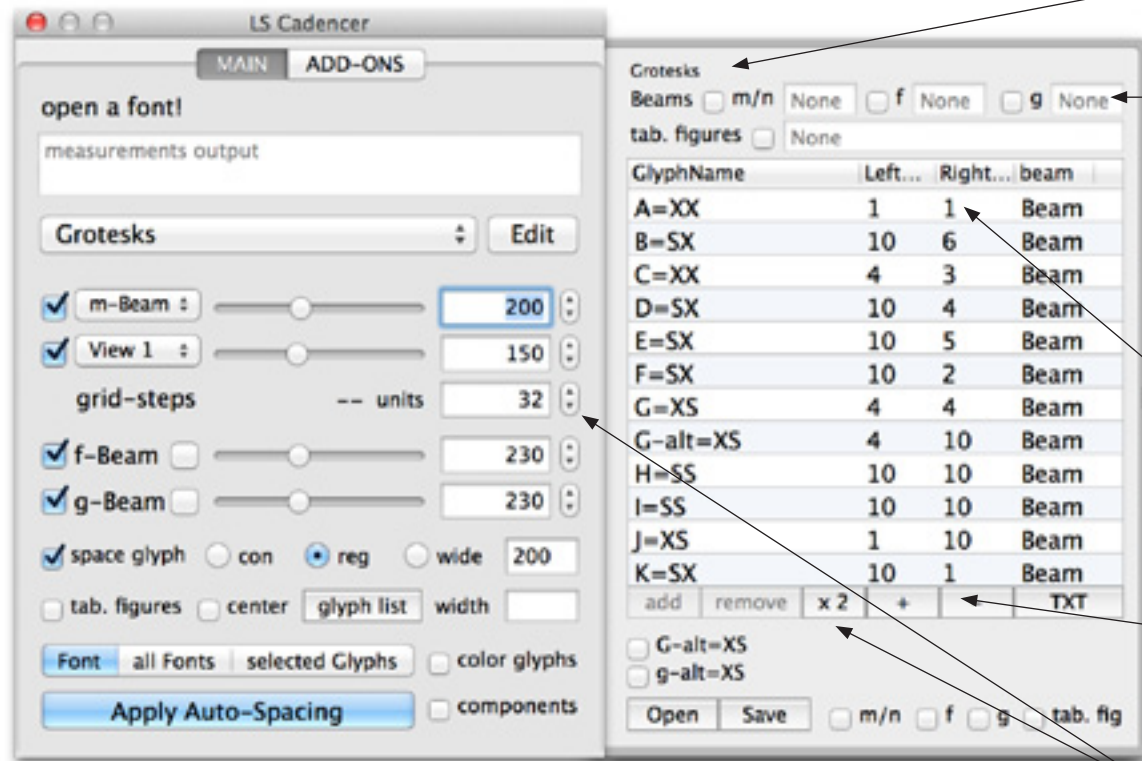 LS Cadencer
MAIN ADD-ONS
open a font!
measurements output
Grotesks Edit
m-Beam 200
View 1 150
grid-steps -- units 32
f-Beam 230
g-Beam 230
space glyph con reg wide 200
tab. figures center glyph list width
Font all Fonts selected Glyphs color glyphs
Apply Auto-Spacing components
Grotesks
Beams m/n None f None g None
tab. figures None
GlyphName Left... Right... beam
A=XX 1 1 Beam
B=SX 10 6 Beam
C=XX 4 3 Beam
D=SX 10 4 Beam
E=SX 10 5 Beam
F=SX 10 2 Beam
G=XS 4 4 Beam
G-alt=XS 4 10 Beam
H=SS 10 10 Beam
I=SS 10 10 Beam
J=XS 1 10 Beam
K=SX 10 1 Beam
add remove x 2 + - TXT
G-alt=XS
g-alt=XS
Open Save m/n f g tab. fig